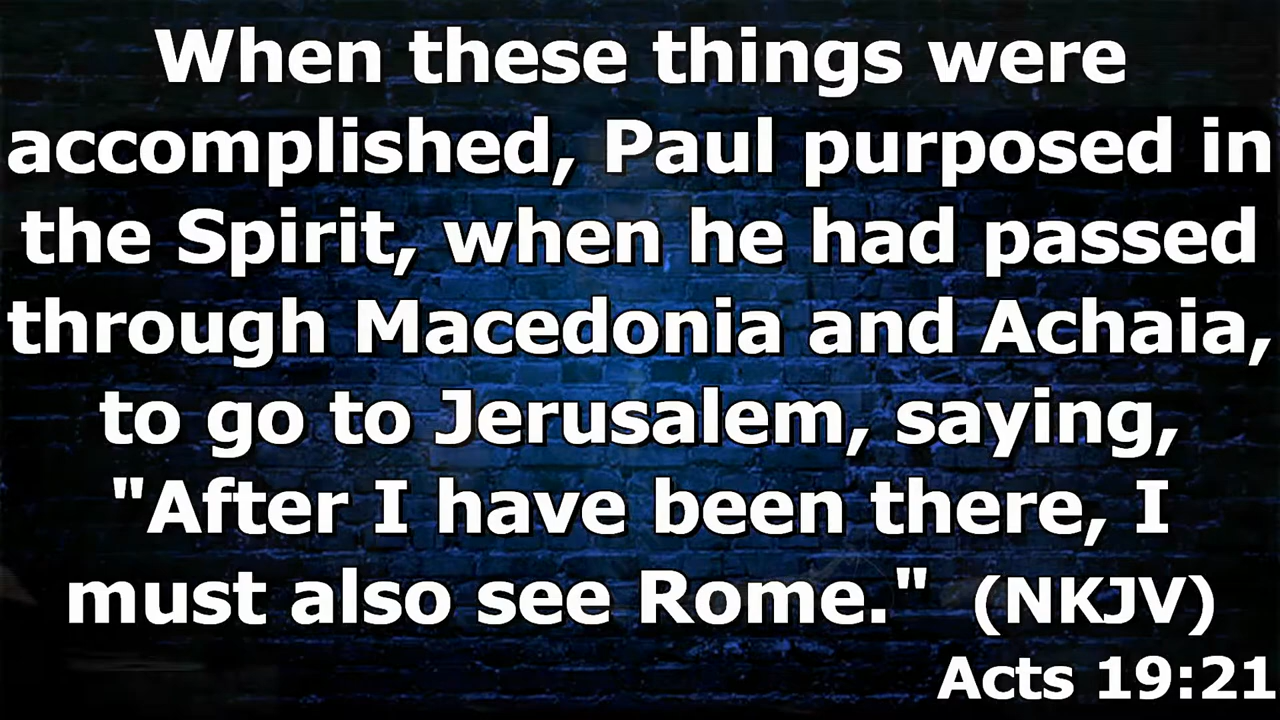 When these things were
accomplished, Paul purposed in
the Spirit, when he had passed
through Macedonia and Achaia,
to go to Jerusalem, saying,
"After I have been there, I
must also see Rome." (NKJV)
Acts 19:21